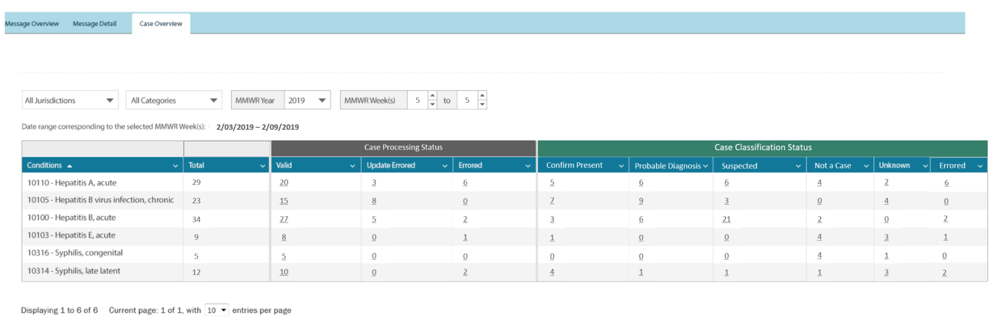 Message Overview Message Detail Case Overview
All Jurisdictions All Categories MMWR Year 2019 MMWR Week(s) 5 to 5
Date range corresponding to the selected MMWR Week(s): 2/03/2019 – 2/09/2019
Case Processing Status Case Classification Status
Conditions Total Valid Update Errored Errored Confirm Present Probable Diagnosis Suspected Not a Case Unknown Errored
10110 - Hepatitis A, acute 29 20 3 6 5 6 6 4 2 6
10105 - Hepatitis B virus infection, chronic 23 15 8 0 7 9 3 0 4 0
10100 - Hepatitis B, acute 34 27 5 2 3 6 21 2 0 2
10103 - Hepatitis E, acute 9 8 0 1 1 0 0 4 3 1
10316 - Syphilis, congenital 5 5 0 0 0 0 0 4 1 0
10314 - Syphilis, late latent 12 10 0 2 4 1 1 1 3 2
Displaying 1 to 6 of 6 Current page: 1 of 1, with 10 entries per page